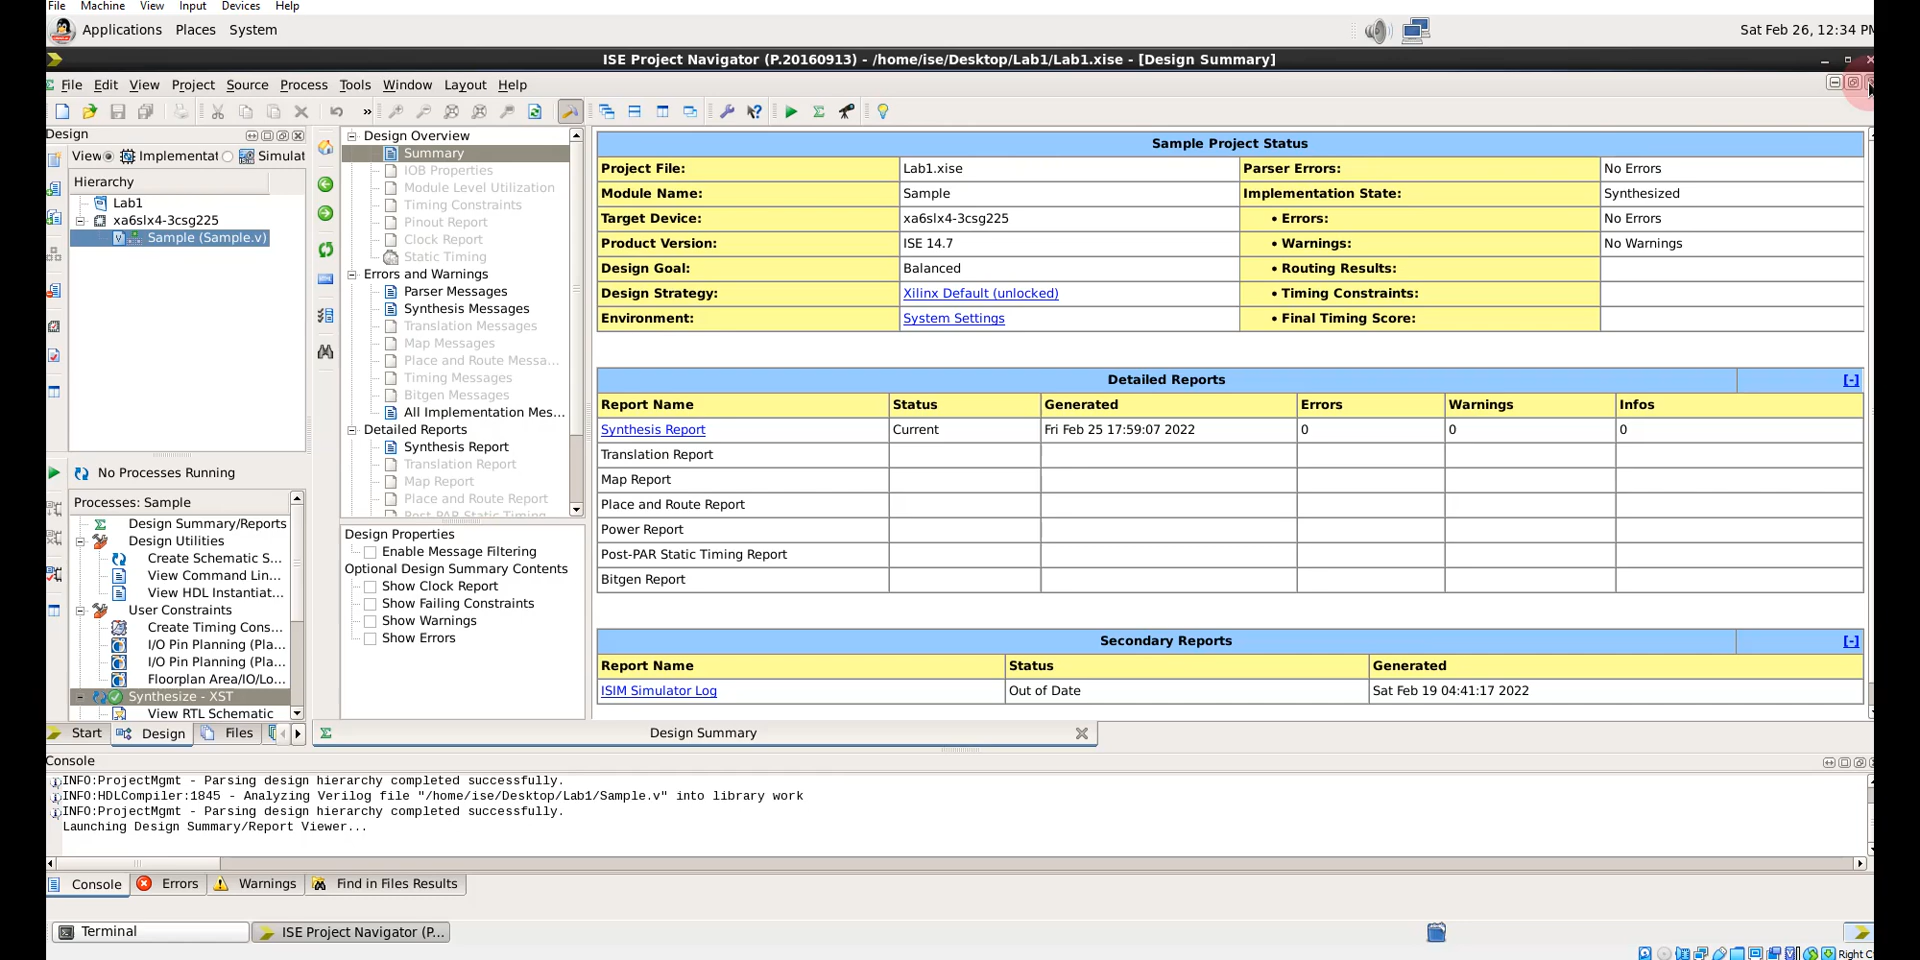 File Machine View Input Devices Help
Applications Places System
Sat Feb 26, 12:34 PM
ISE Project Navigator (P.20160913) - /home/ise/Desktop/Lab1/Lab1.xise - [Design Summary]
File Edit View Project Source Process Tools Window Layout Help
Design
View: Implementat Simulat
Hierarchy
Lab1
xa6slx4-3csg225
Sample (Sample.v)
No Processes Running
Processes: Sample
Design Summary/Reports
Design Utilities
Create Schematic S...
View Command Lin...
View HDL Instantiat...
User Constraints
Create Timing Cons...
I/O Pin Planning (Pla...
I/O Pin Planning (Pla...
Floorplan Area/IO/Lo...
Synthesize - XST
View RTL Schematic
Start Design Files
Design Overview
Summary
IOB Properties
Module Level Utilization
Timing Constraints
Pinout Report
Clock Report
Static Timing
Errors and Warnings
Parser Messages
Synthesis Messages
Translation Messages
Map Messages
Place and Route Messa...
Timing Messages
Bitgen Messages
All Implementation Mes...
Detailed Reports
Synthesis Report
Translation Report
Map Report
Place and Route Report
Post-PAR Static Timing
Design Properties
Enable Message Filtering
Optional Design Summary Contents
Show Clock Report
Show Failing Constraints
Show Warnings
Show Errors
Sample Project Status
Project File: Lab1.xise Parser Errors: No Errors
Module Name: Sample Implementation State: Synthesized
Target Device: xa6slx4-3csg225 • Errors: No Errors
Product Version: ISE 14.7 • Warnings: No Warnings
Design Goal: Balanced • Routing Results:
Design Strategy: Xilinx Default (unlocked) • Timing Constraints:
Environment: System Settings • Final Timing Score:
Detailed Reports [-]
Report Name Status Generated Errors Warnings Infos
Synthesis Report Current Fri Feb 25 17:59:07 2022 0 0 0
Translation Report
Map Report
Place and Route Report
Power Report
Post-PAR Static Timing Report
Bitgen Report
Secondary Reports [-]
Report Name Status Generated
ISIM Simulator Log Out of Date Sat Feb 19 04:41:17 2022
Design Summary
Console
INFO:ProjectMgmt - Parsing design hierarchy completed successfully.
INFO:HDLCompiler:1845 - Analyzing Verilog file "/home/ise/Desktop/Lab1/Sample.v" into library work
INFO:ProjectMgmt - Parsing design hierarchy completed successfully.
Launching Design Summary/Report Viewer...
Console Errors Warnings Find in Files Results
Terminal ISE Project Navigator (P...
Right C